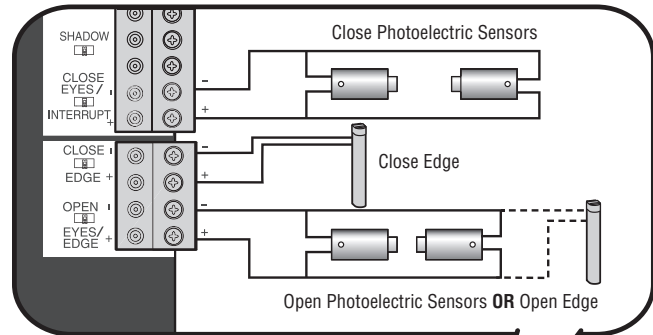 SHADOW
CLOSE
EYES/ -
INTERRUPT +
CLOSE -
EDGE +
OPEN -
EYES/
EDGE +
-
+
-
+
-
+
Close Photoelectric Sensors
Close Edge
Open Photoelectric Sensors OR Open Edge